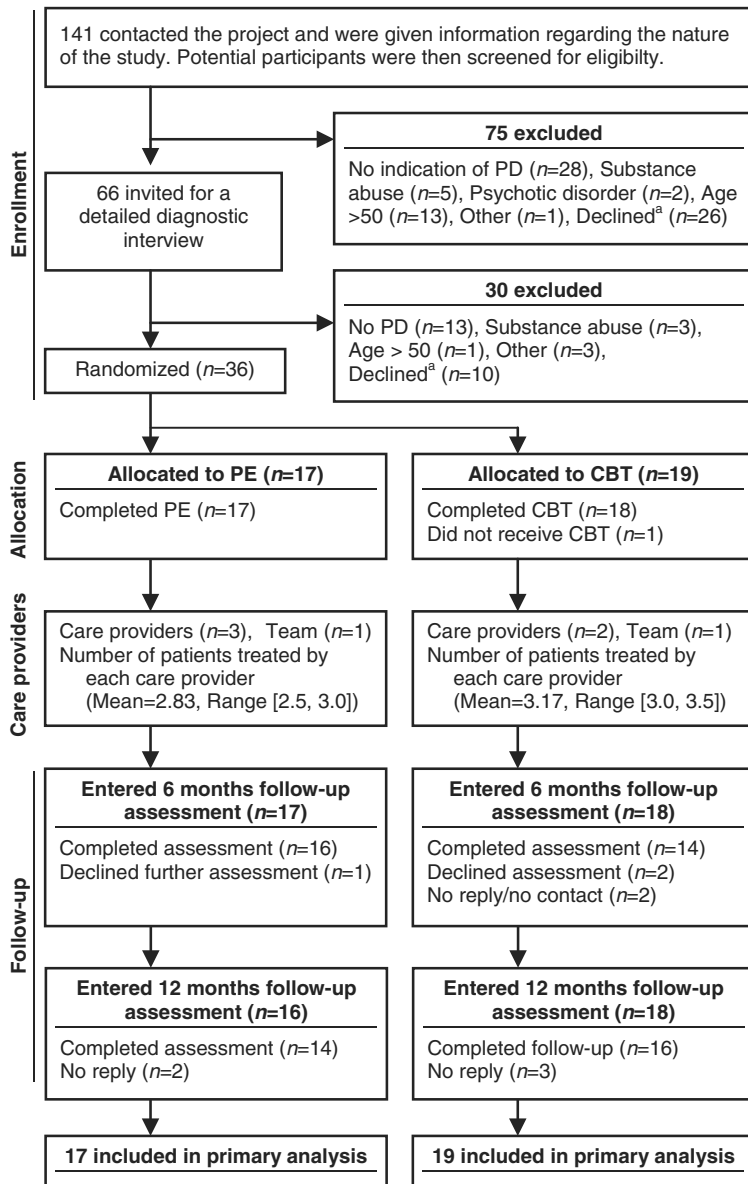 141 contacted the project and were given information regarding the nature
of the study. Potential participants were then screened for eligibilty.
Enrollment
75 excluded
No indication of PD (n=28), Substance
abuse (n=5), Psychotic disorder (n=2), Age
>50 (n=13), Other (n=1), Declinedᵃ (n=26)
66 invited for a
detailed diagnostic
interview
30 excluded
No PD (n=13), Substance abuse (n=3),
Age > 50 (n=1), Other (n=3),
Declinedᵃ (n=10)
Randomized (n=36)
Allocation
Allocated to PE (n=17)
Completed PE (n=17)
Allocated to CBT (n=19)
Completed CBT (n=18)
Did not receive CBT (n=1)
Care providers
Care providers (n=3), Team (n=1)
Number of patients treated by
each care provider
(Mean=2.83, Range [2.5, 3.0])
Care providers (n=2), Team (n=1)
Number of patients treated by
each care provider
(Mean=3.17, Range [3.0, 3.5])
Follow-up
Entered 6 months follow-up
assessment (n=17)
Completed assessment (n=16)
Declined further assessment (n=1)
Entered 6 months follow-up
assessment (n=18)
Completed assessment (n=14)
Declined assessment (n=2)
No reply/no contact (n=2)
Entered 12 months follow-up
assessment (n=16)
Completed assessment (n=14)
No reply (n=2)
Entered 12 months follow-up
assessment (n=18)
Completed follow-up (n=16)
No reply (n=3)
17 included in primary analysis
19 included in primary analysis